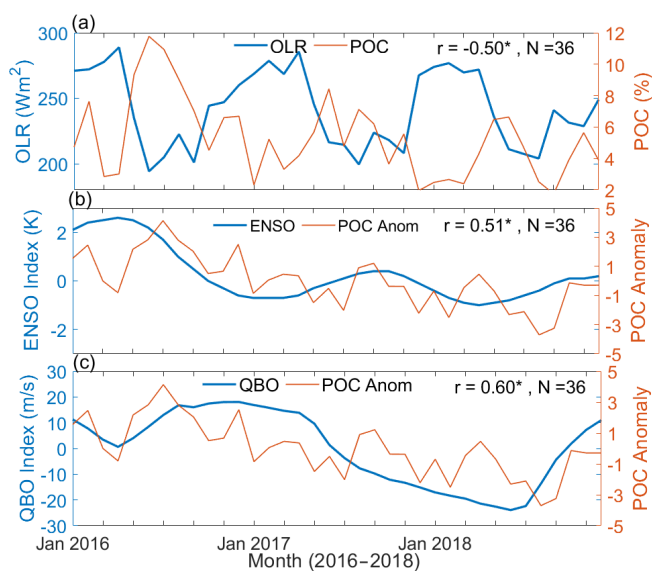 (a)
300
250
200
OLR (Wm²)
OLR
POC
r = -0.50* , N =36
12
10
8
6
4
2
POC (%)
(b)
2
0
-2
ENSO Index (K)
ENSO
POC Anom
r = 0.51* , N =36
5
3
1
-1
-3
-5
POC Anomaly
(c)
30
20
10
0
-10
-20
-30
QBO Index (m/s)
QBO
POC Anom
r = 0.60* , N =36
5
3
1
-1
-3
-5
POC Anomaly
Jan 2016
Jan 2017
Jan 2018
Month (2016−2018)